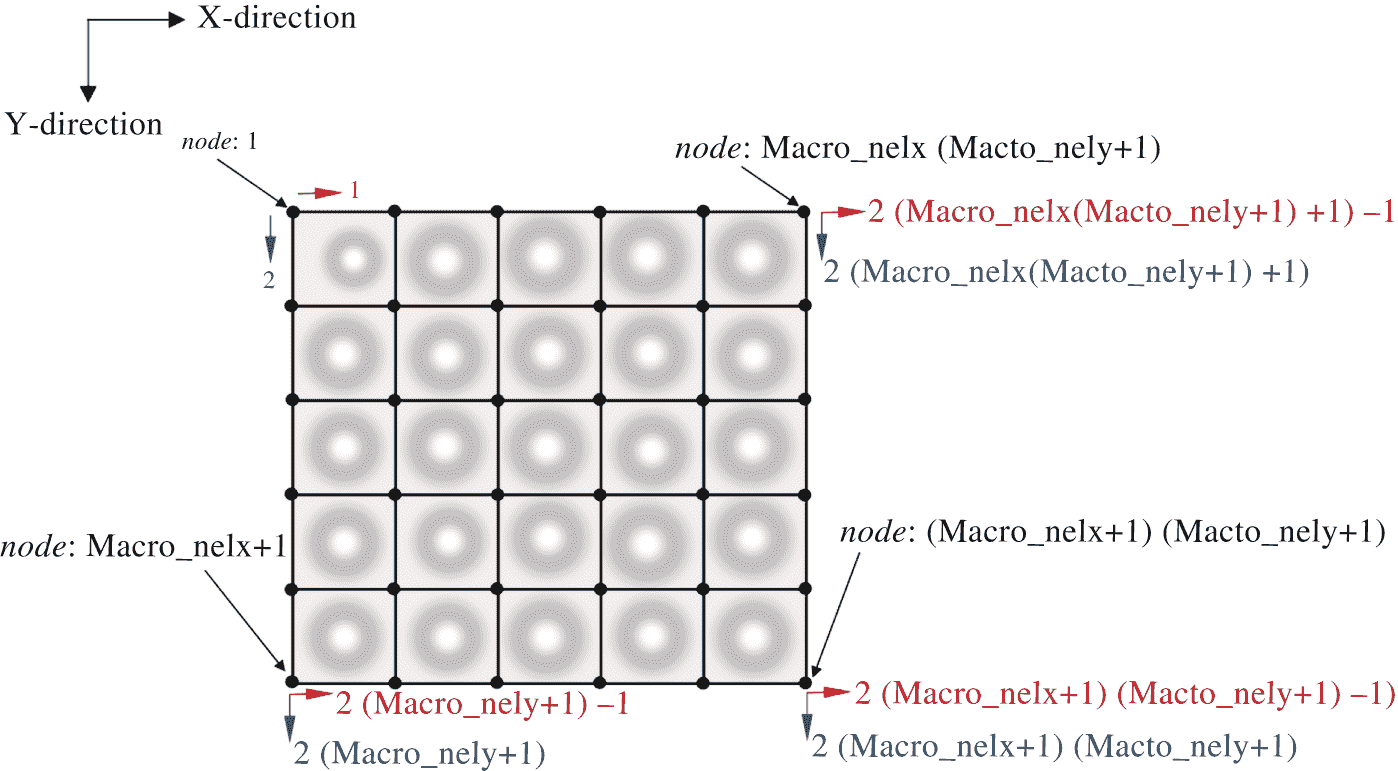 X-direction
Y-direction
node: 1
node: Macro_nelx (Macto_nely+1)
1
2 (Macro_nelx(Macto_nely+1) +1) –1
2
2 (Macro_nelx(Macto_nely+1) +1)
node: Macro_nelx+1
node: (Macro_nelx+1) (Macto_nely+1)
2 (Macro_nely+1) –1
2 (Macro_nelx+1) (Macto_nely+1) –1)
2 (Macro_nely+1)
2 (Macro_nelx+1) (Macto_nely+1)